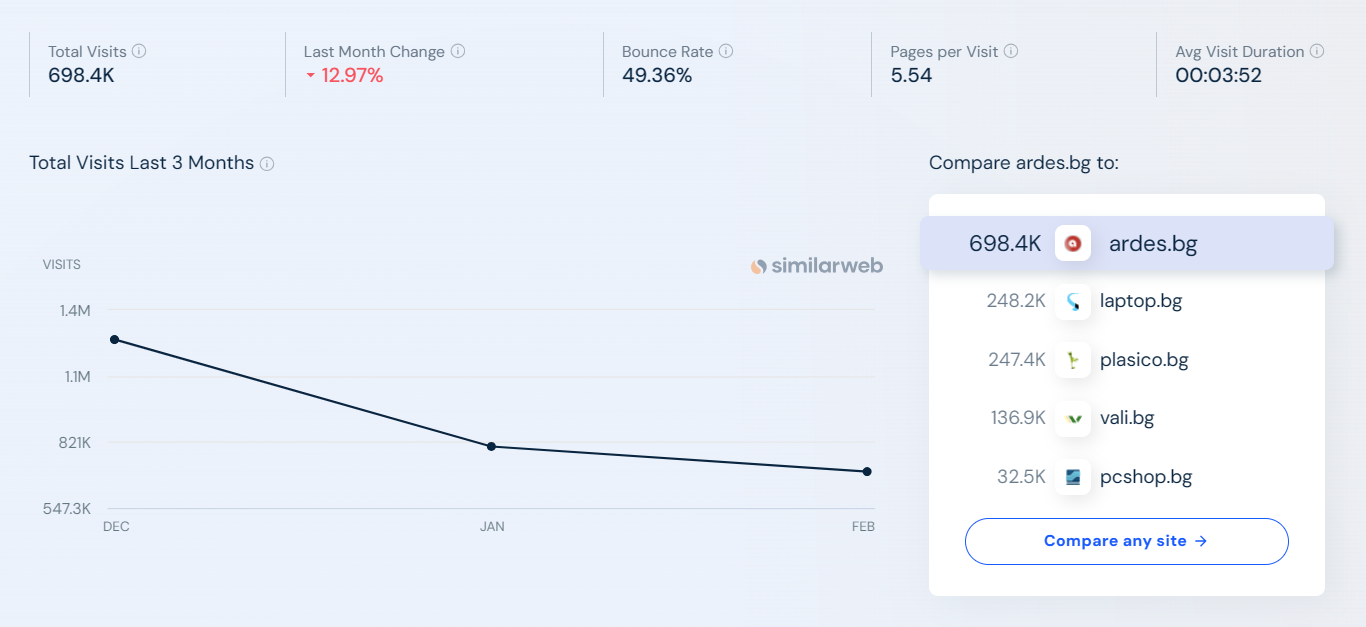 Total Visits
698.4K
Last Month Change
12.97%
Bounce Rate
49.36%
Pages per Visit
5.54
Avg Visit Duration
00:03:52
Total Visits Last 3 Months
VISITS
similarweb
1.4M
1.1M
821K
547.3K
DEC JAN FEB
Compare ardes.bg to:
698.4K ardes.bg
248.2K laptop.bg
247.4K plasico.bg
136.9K vali.bg
32.5K pcshop.bg
Compare any site →